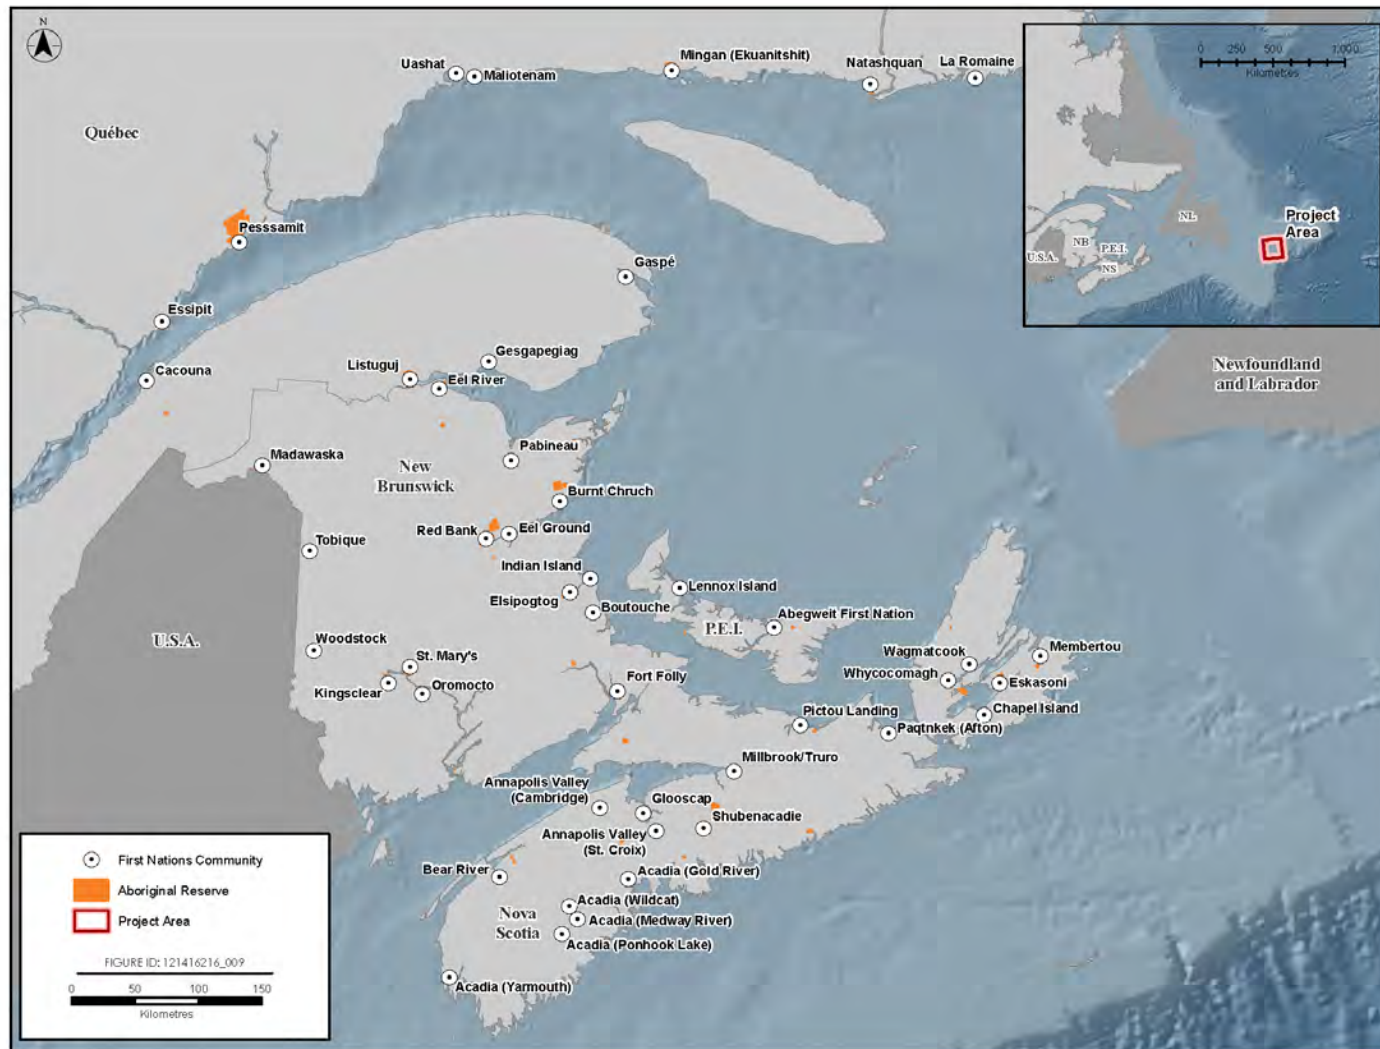 N
Uashat
Maliotenam
Mingan (Ekuanitshit)
Natashquan
La Romaine
0 250 500 1,000
Kilometres
Québec
Project
Area
NL
NB
P.E.I.
U.S.A.
NS
Pesssamit
Gaspé
Essipit
Cacouna
Listuguj
Gesgapegiag
Eel River
Newfoundland
and Labrador
Madawaska
Pabineau
New
Brunswick
Burnt Chruch
Red Bank
Eel Ground
Tobique
Indian Island
Elsipogtog
Boutouche
Lennox Island
Abegweit First Nation
P.E.I.
U.S.A.
Woodstock
St. Mary's
Kingsclear
Oromocto
Fort Folly
Wagmatcook
Membertou
Whycocomagh
Eskasoni
Chapel Island
Pictou Landing
Paqtnkek (Afton)
Millbrook/Truro
Annapolis Valley
(Cambridge)
Glooscap
Shubenacadie
Annapolis Valley
(St. Croix)
Bear River
Acadia (Gold River)
Acadia (Wildcat)
Acadia (Medway River)
Nova
Scotia
Acadia (Ponhook Lake)
Acadia (Yarmouth)
First Nations Community
Aboriginal Reserve
Project Area
FIGURE ID: 121416216_009
0 50 100 150
Kilometres